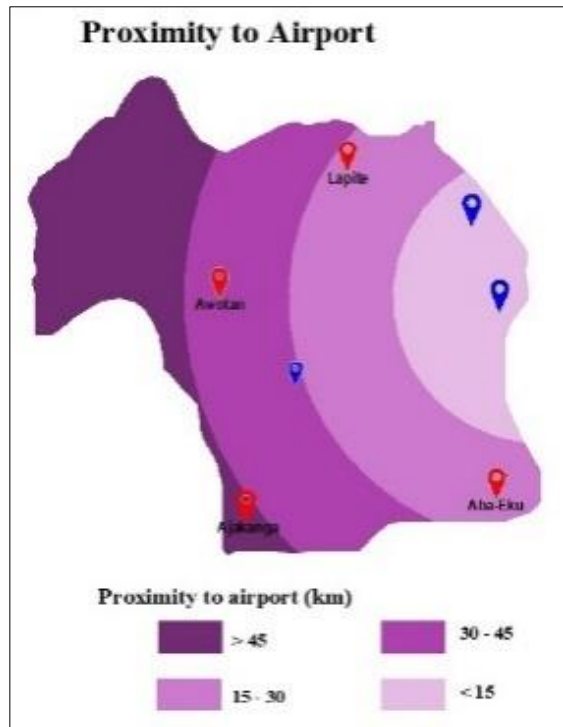 Proximity to Airport
Lapite
Awotan
Ajakanga
Aba-Eku
Proximity to airport (km)
> 45
30 - 45
15 - 30
< 15